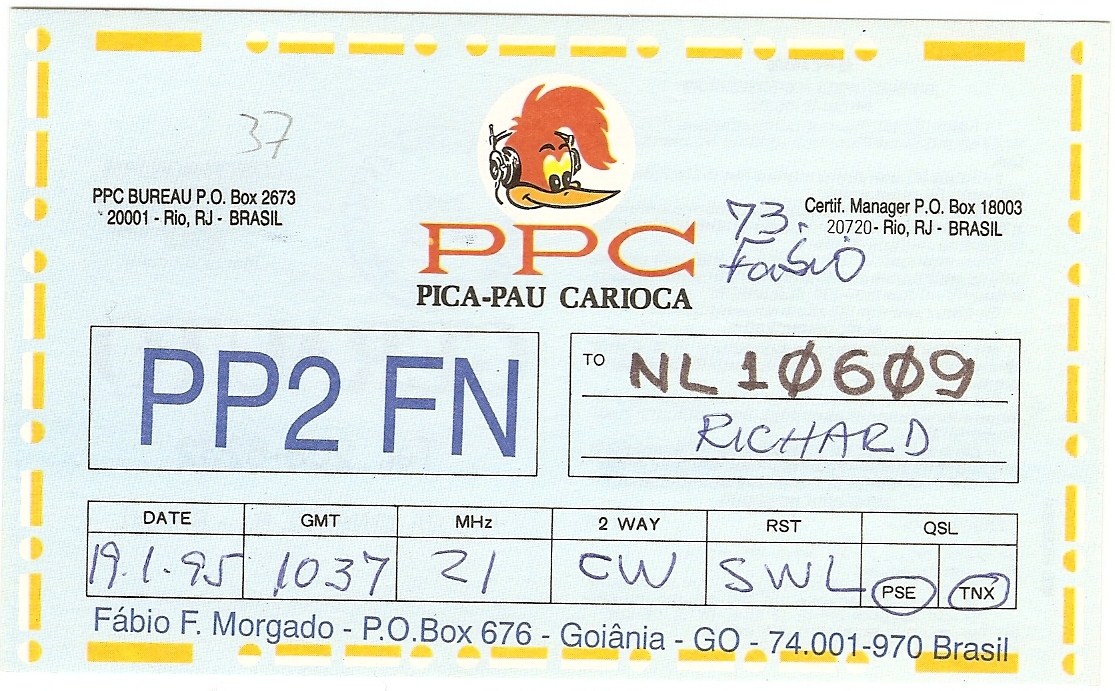 37
PPC BUREAU P.O. Box 2673
20001 - Rio, RJ - BRASIL
Certif. Manager P.O. Box 18003
20720 - Rio, RJ - BRASIL
73.
Fabio
PPC
PICA-PAU CARIOCA
PP2 FN
TO NL10609
RICHARD
DATE GMT MHz 2 WAY RST QSL
19.1.95 1037 21 CW SWL PSE TNX
Fábio F. Morgado - P.O.Box 676 - Goiânia - GO - 74.001-970 Brasil